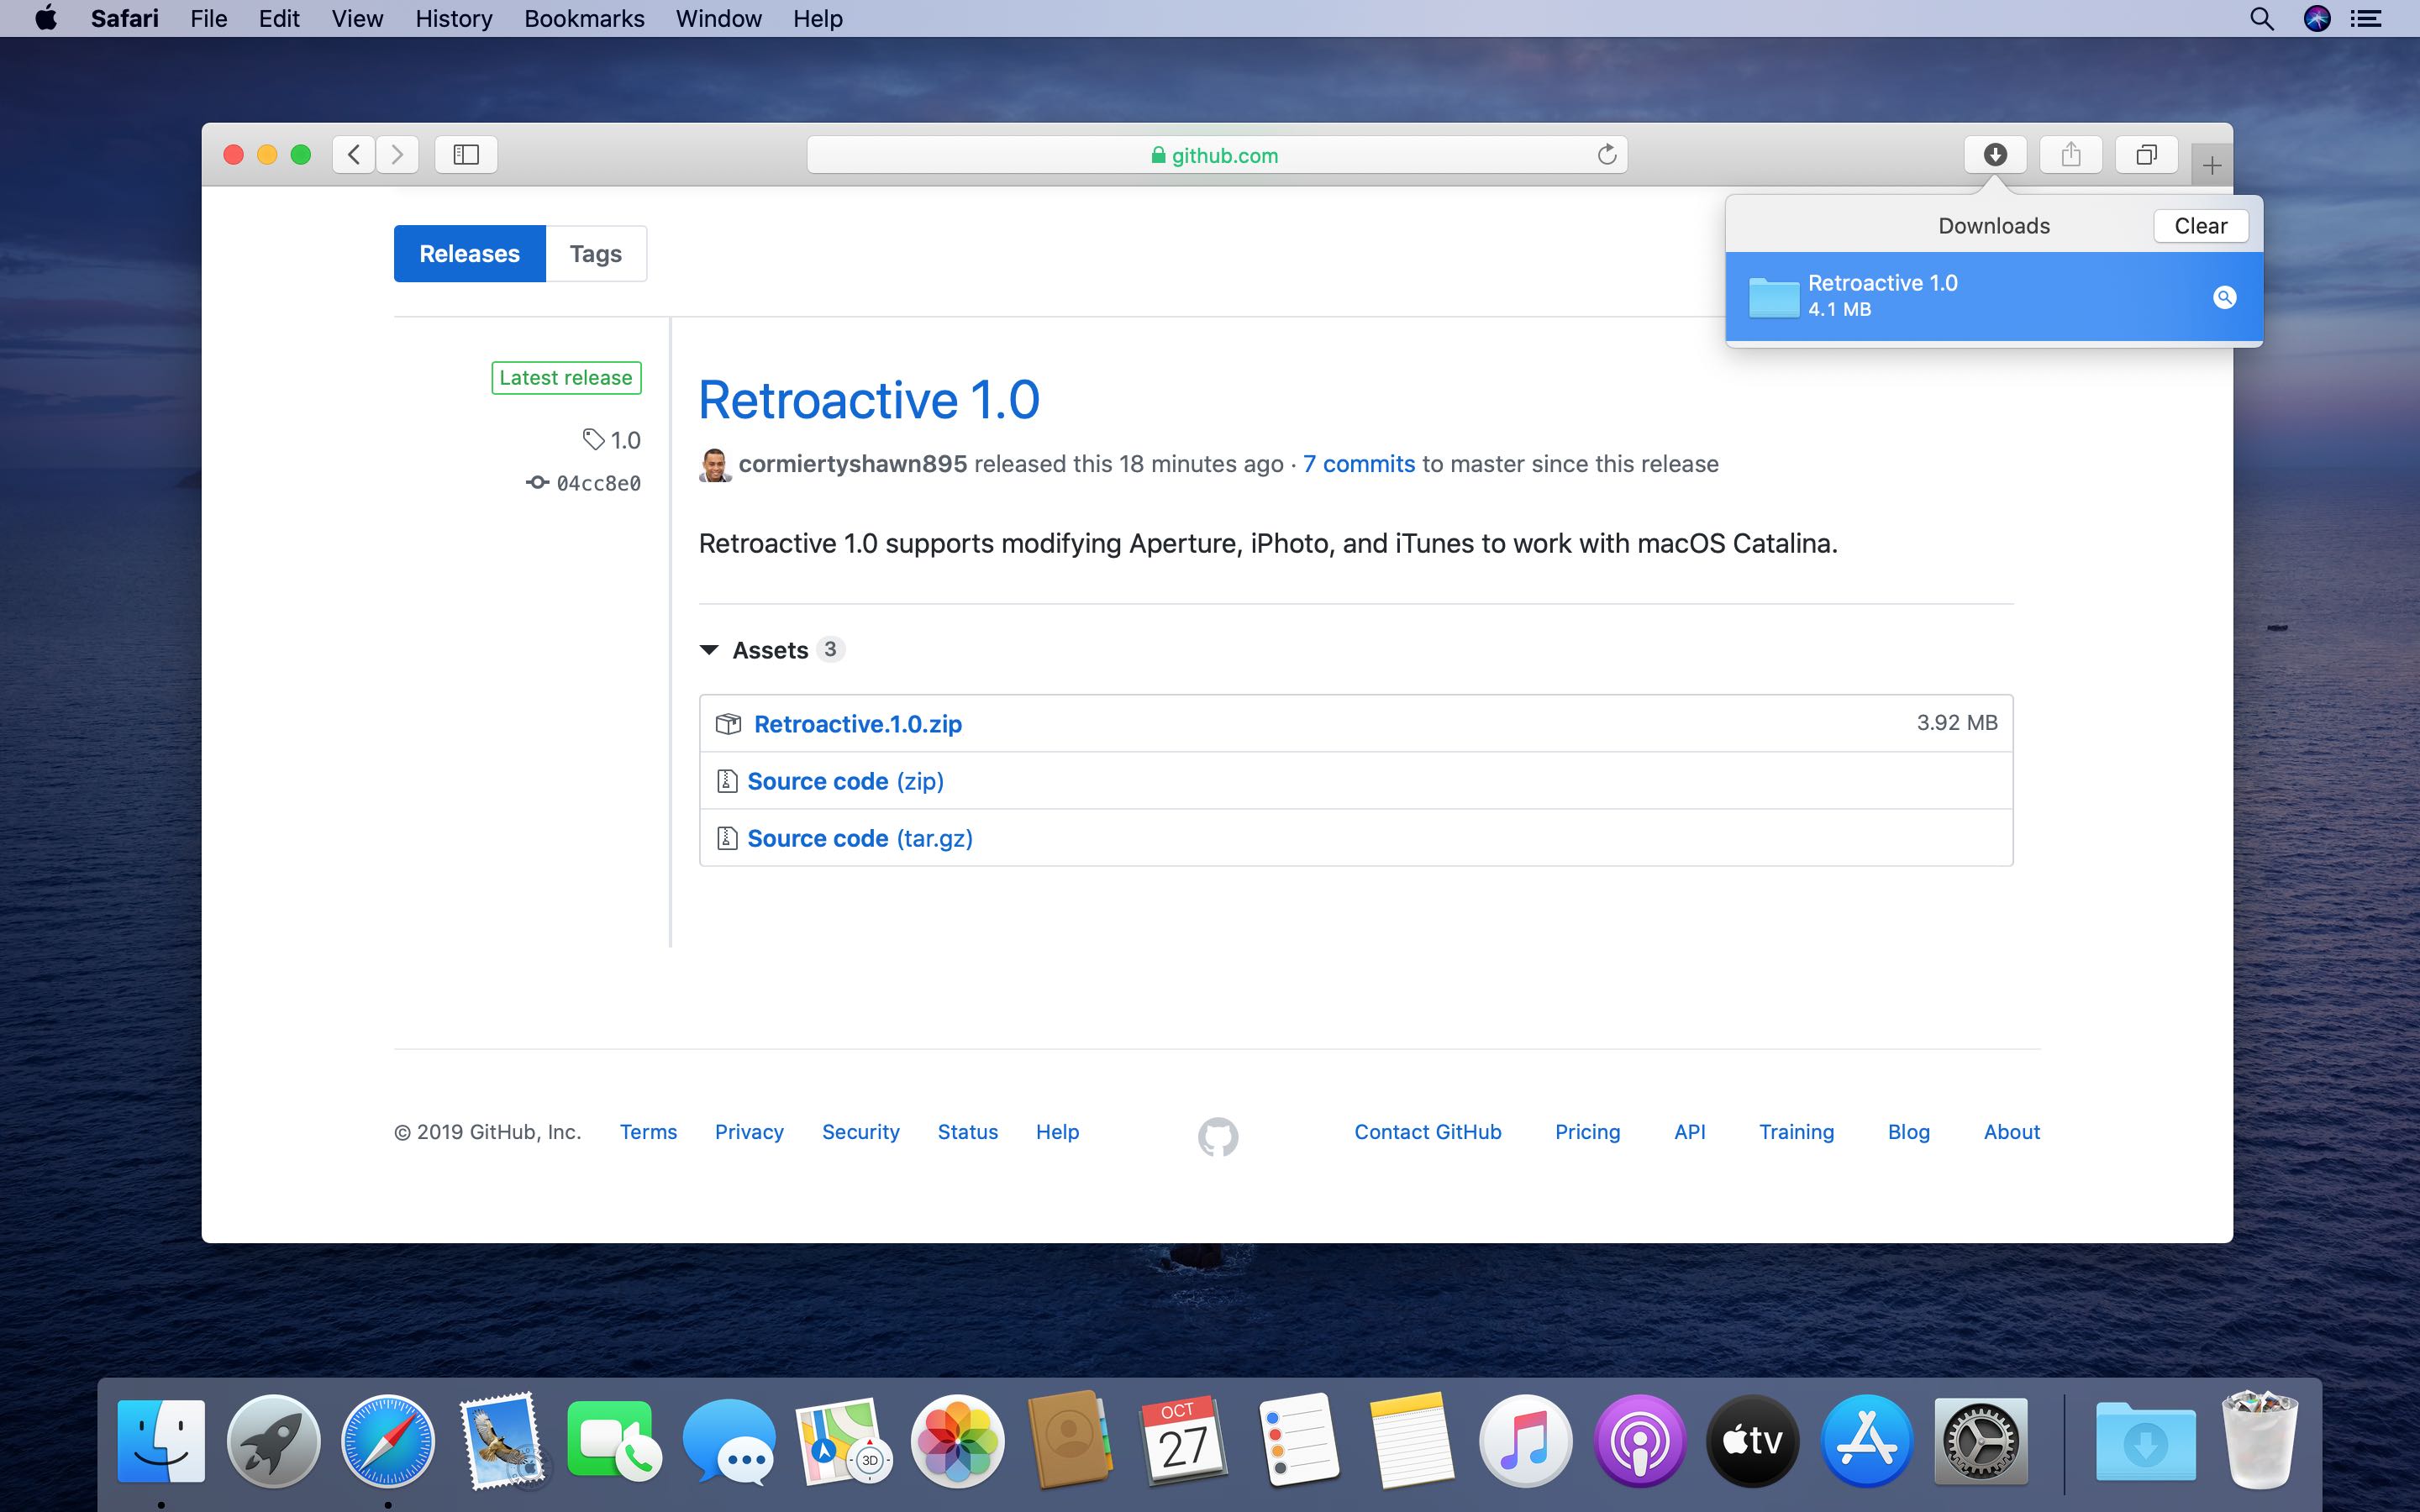 Safari File Edit View History Bookmarks Window Help
github.com
Downloads Clear
Retroactive 1.0
4.1 MB
Releases Tags
Latest release
1.0
04cc8e0
Retroactive 1.0
cormiertyshawn895 released this 18 minutes ago · 7 commits to master since this release
Retroactive 1.0 supports modifying Aperture, iPhoto, and iTunes to work with macOS Catalina.
Assets 3
Retroactive.1.0.zip 3.92 MB
Source code (zip)
Source code (tar.gz)
© 2019 GitHub, Inc. Terms Privacy Security Status Help Contact GitHub Pricing API Training Blog About
3D
OCT
27
tv